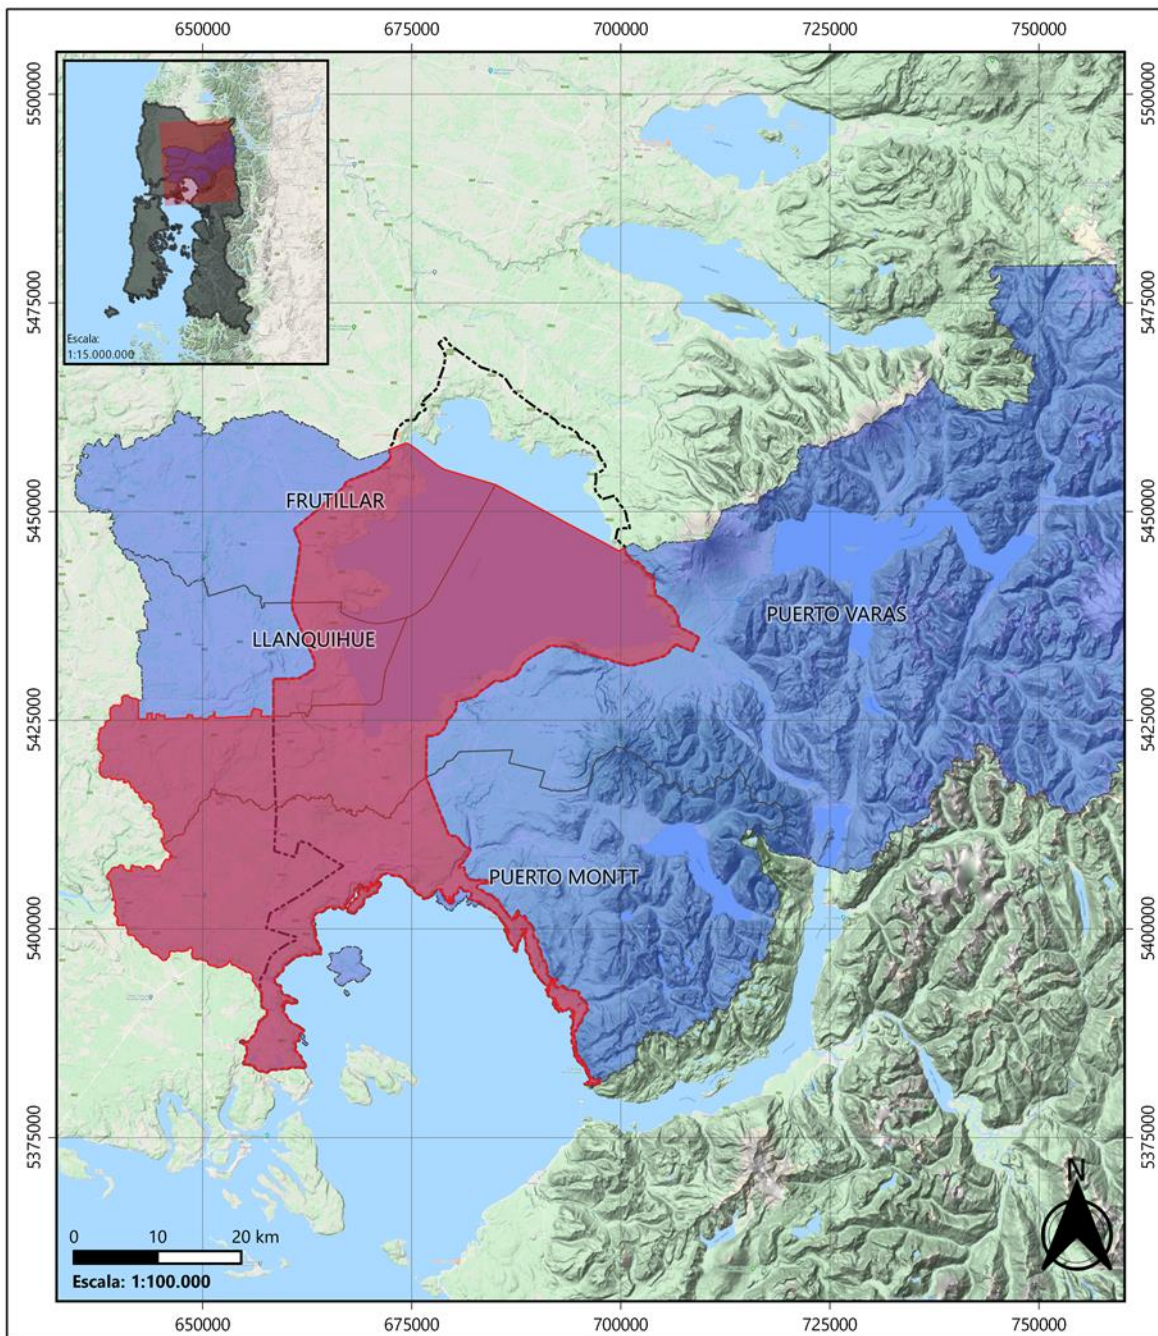 650000 675000 700000 725000 750000
5500000 5500000
Escala:
1:15.000.000
5475000 5475000
FRUTILLAR
5450000 5450000
PUERTO VARAS
LLANQUIHUE
5425000 5425000
PUERTO MONTT
5400000 5400000
5375000 5375000
N
0 10 20 km
Escala: 1:100.000
650000 675000 700000 725000 750000